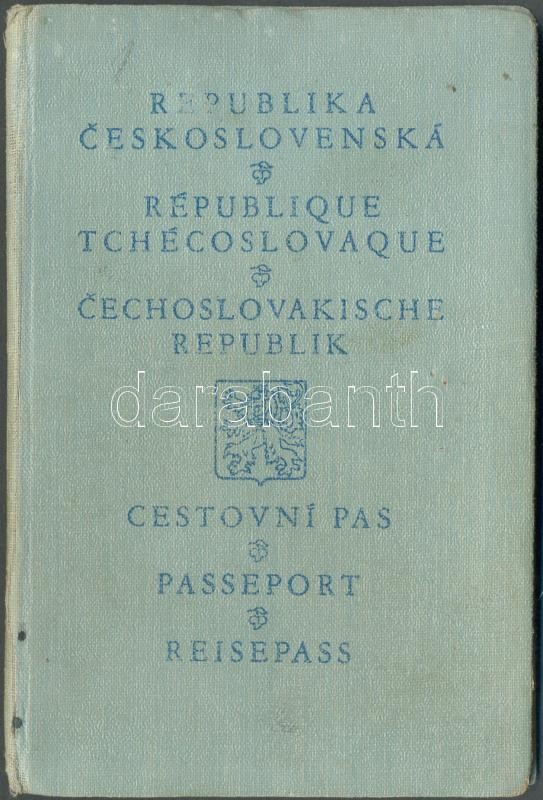 REPUBLIKA
ČESKOSLOVENSKÁ
RÉPUBLIQUE
TCHÉCOSLOVAQUE
ČECHOSLOVAKISCHE
REPUBLIK
darabanth
CESTOVNÍ PAS
PASSEPORT
REISEPASS